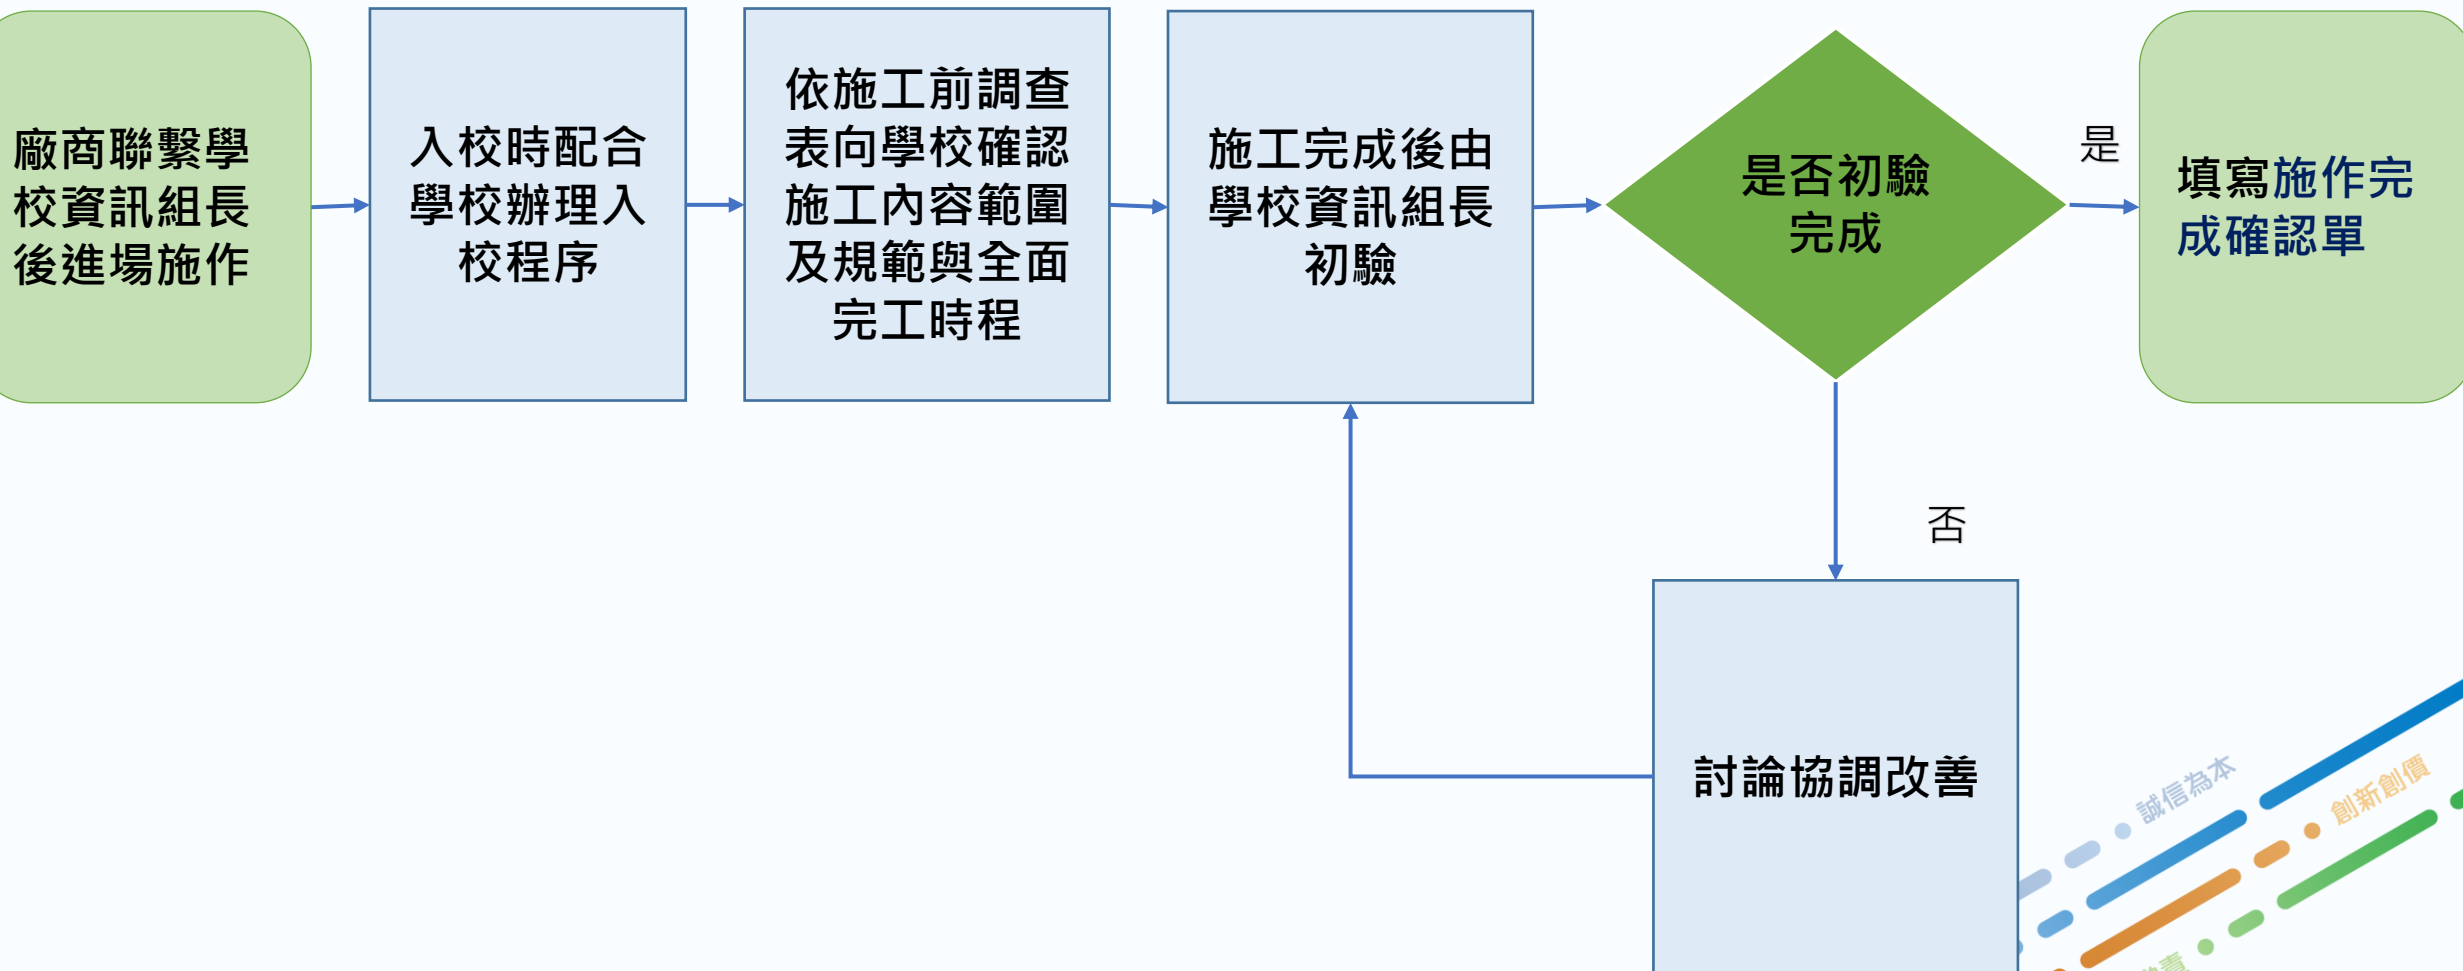 廠商聯繫學
校資訊組長
後進場施作
入校時配合
學校辦理入
校程序
依施工前調查
表向學校確認
施工內容範圍
及規範與全面
完工時程
施工完成後由
學校資訊組長
初驗
是否初驗
完成
是
填寫施作完
成確認單
否
討論協調改善
誠信為本
創新創價